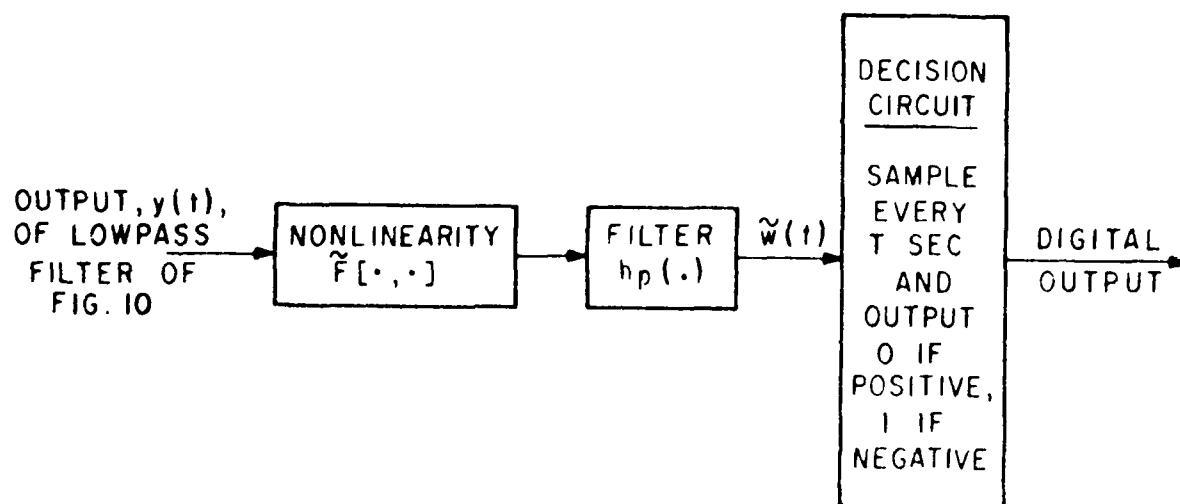 OUTPUT, y(t),
OF LOWPASS
FILTER OF
FIG. 10
NONLINEARITY
F̃[·,·]
FILTER
hp(.)
w̃(t)
DECISION
CIRCUIT
SAMPLE
EVERY
T SEC
AND
OUTPUT
0 IF
POSITIVE,
1 IF
NEGATIVE
DIGITAL
OUTPUT